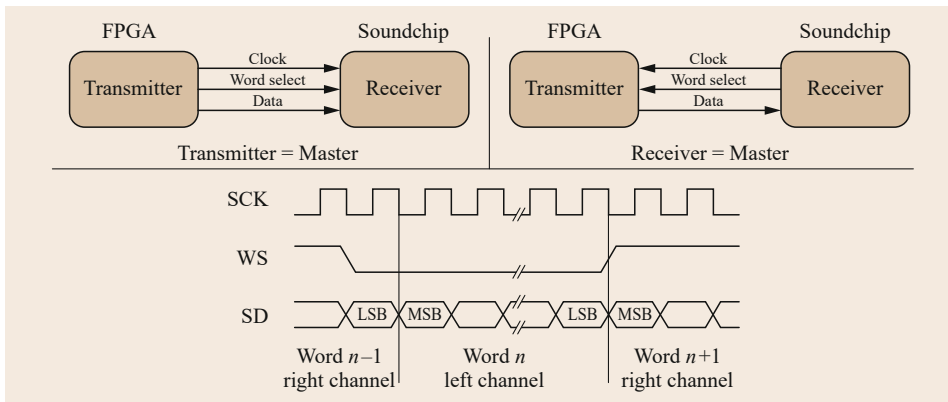 FPGA
Soundchip
Transmitter
Clock
Word select
Data
Receiver
Transmitter = Master
FPGA
Soundchip
Transmitter
Clock
Word select
Data
Receiver
Receiver = Master
SCK
WS
SD
LSB
MSB
LSB
MSB
Word n–1
right channel
Word n
left channel
Word n+1
right channel